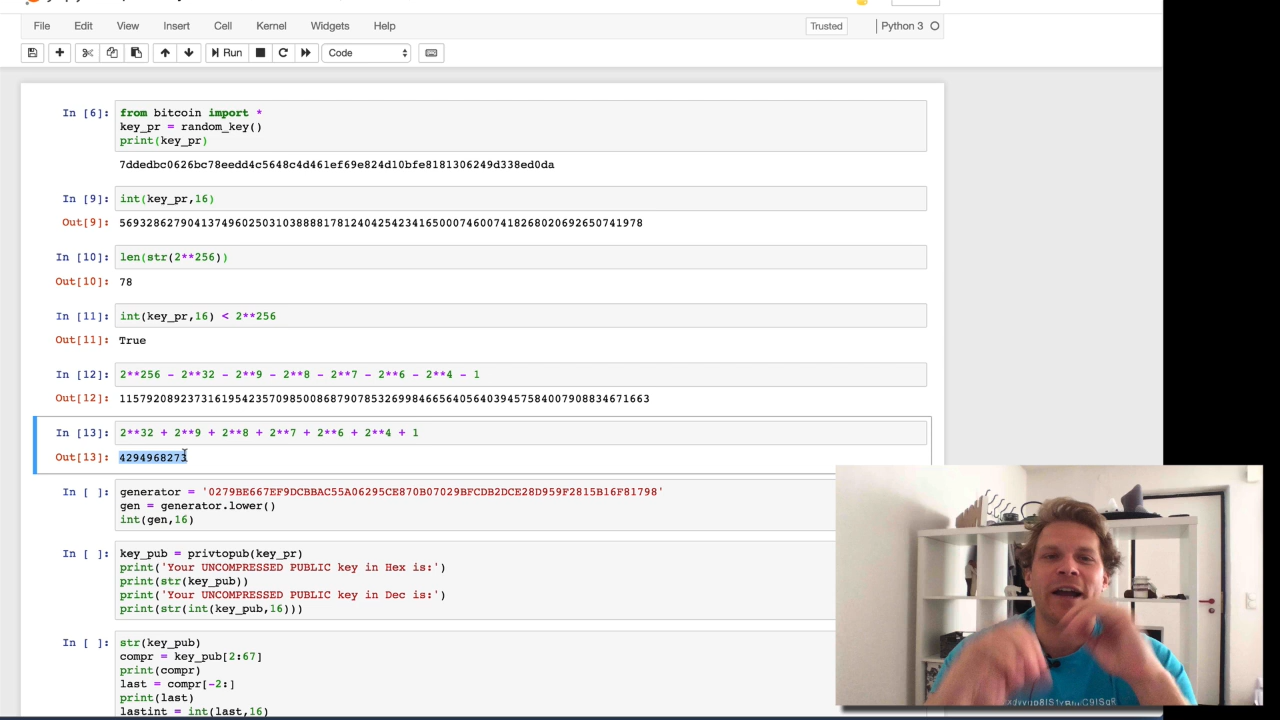 File Edit View Insert Cell Kernel Widgets Help Trusted Python 3
Run Code
In [6]: from bitcoin import *
key_pr = random_key()
print(key_pr)
7ddedbc0626bc78eedd4c5648c4d461ef69e824d10bfe8181306249d338ed0da
In [9]: int(key_pr,16)
Out[9]: 56932862790413749602503103888817812404254234165000746007418268020692650741978
In [10]: len(str(2**256))
Out[10]: 78
In [11]: int(key_pr,16) < 2**256
Out[11]: True
In [12]: 2**256 - 2**32 - 2**9 - 2**8 - 2**7 - 2**6 - 2**4 - 1
Out[12]: 115792089237316195423570985008687907853269984665640564039457584007908834671663
In [13]: 2**32 + 2**9 + 2**8 + 2**7 + 2**6 + 2**4 + 1
Out[13]: 4294968273
In [ ]: generator = '0279BE667EF9DCBBAC55A06295CE870B07029BFCDB2DCE28D959F2815B16F81798'
gen = generator.lower()
int(gen,16)
In [ ]: key_pub = privtopub(key_pr)
print('Your UNCOMPRESSED PUBLIC key in Hex is:')
print(str(key_pub))
print('Your UNCOMPRESSED PUBLIC key in Dec is:')
print(str(int(key_pub,16)))
In [ ]: str(key_pub)
compr = key_pub[2:67]
print(compr)
last = compr[-2:]
print(last)
lastint = int(last,16)